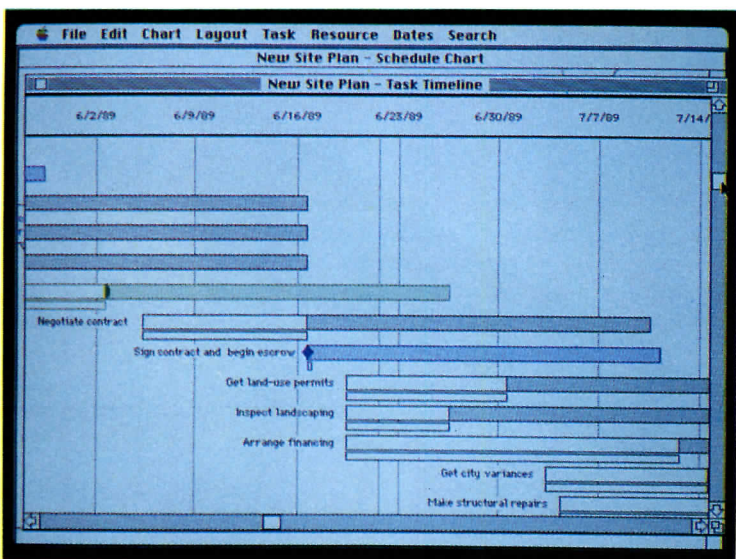 File Edit Chart Layout Task Resource Dates Search
New Site Plan - Schedule Chart
New Site Plan - Task Timeline
6/2/89 6/9/89 6/16/89 6/23/89 6/30/89 7/7/89 7/14/
Negotiate contract
Sign contract and begin escrow
Get land-use permits
Inspect landscaping
Arrange financing
Get city variances
Make structural repairs